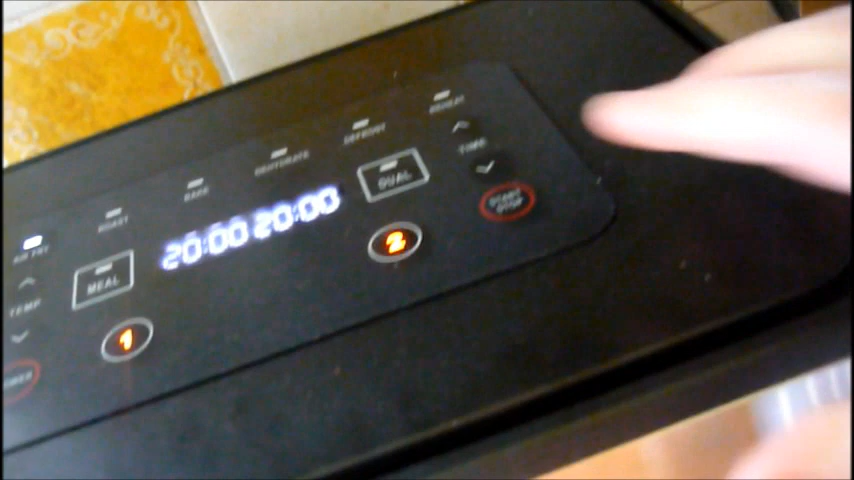 AIR FRY
ROAST
BAKE
DEHYDRATE
DEFROST
REHEAT
TEMP
MEAL
20:00 20:00
DUAL
TIME
POWER
1
2
START
STOP